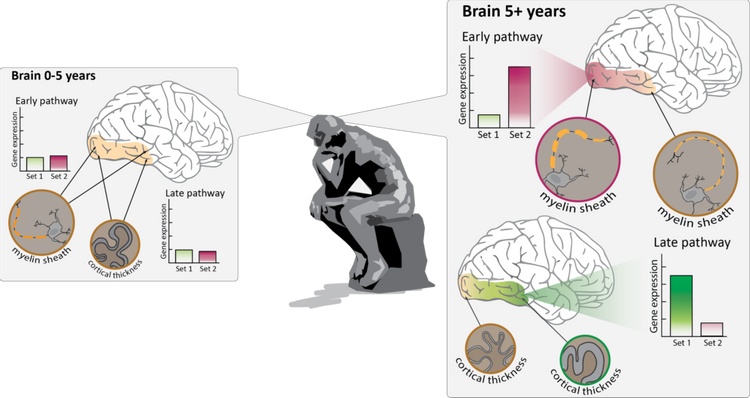 Brain 0-5 years
Early pathway
Gene expression
Set 1 Set 2
myelin sheath
cortical thickness
Late pathway
Gene expression
Set 1 Set 2
Brain 5+ years
Early pathway
Gene expression
Set 1 Set 2
myelin sheath
myelin sheath
Late pathway
Gene expression
Set 1 Set 2
cortical thickness
cortical thickness